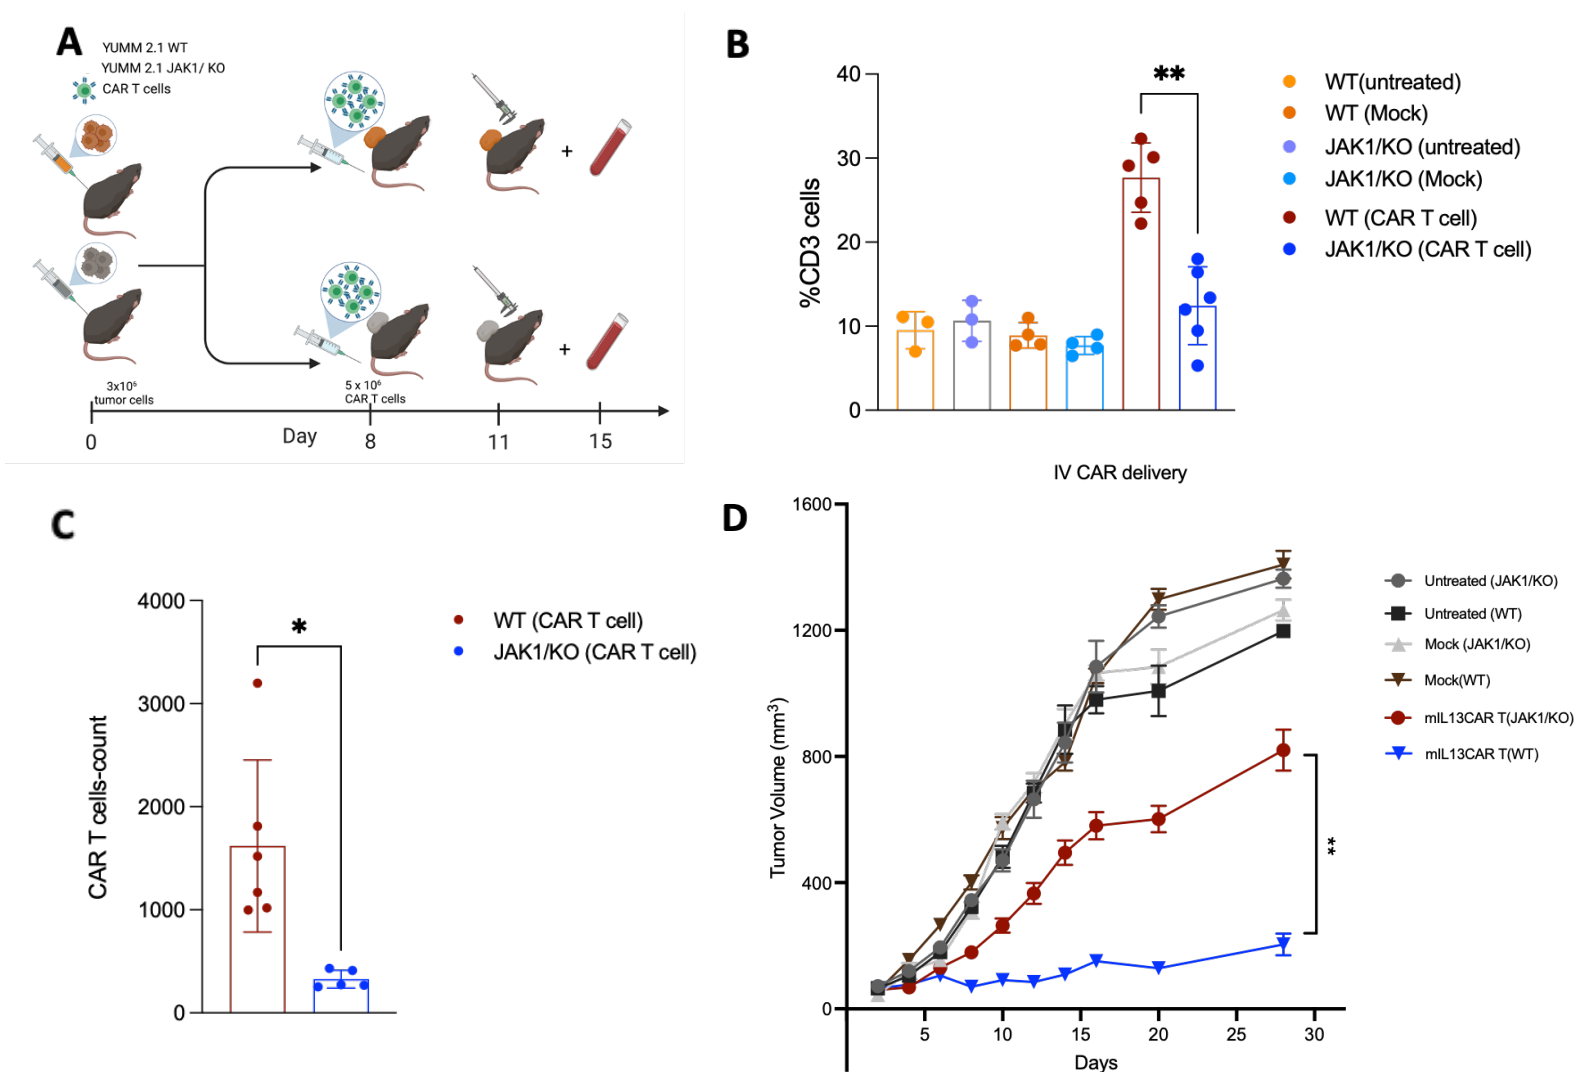 A
YUMM 2.1 WT
YUMM 2.1 JAK1/ KO
CAR T cells
+
+
3x10⁶
tumor cells
5 x 10⁶
CAR T cells
Day
0
8
11
15
B
**
40
30
20
10
0
%CD3 cells
WT(untreated)
WT (Mock)
JAK1/KO (untreated)
JAK1/KO (Mock)
WT (CAR T cell)
JAK1/KO (CAR T cell)
C
*
4000
3000
2000
1000
0
CAR T cells-count
WT (CAR T cell)
JAK1/KO (CAR T cell)
IV CAR delivery
D
1600
1200
800
400
0
Tumor Volume (mm³)
5
10
15
20
25
30
Days
**
Untreated (JAK1/KO)
Untreated (WT)
Mock (JAK1/KO)
Mock(WT)
mIL13CAR T(JAK1/KO)
mIL13CAR T(WT)